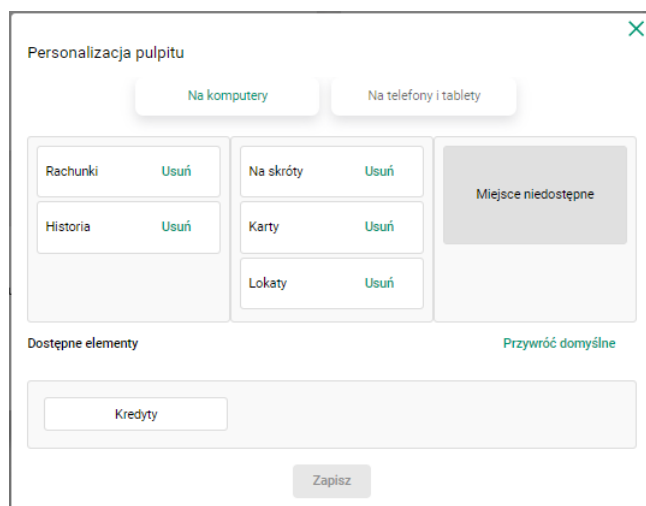 Personalizacja pulpitu
Na komputery
Na telefony i tablety
Rachunki Usuń
Historia Usuń
Na skróty Usuń
Karty Usuń
Lokaty Usuń
Miejsce niedostępne
Dostępne elementy
Przywróć domyślne
Kredyty
Zapisz